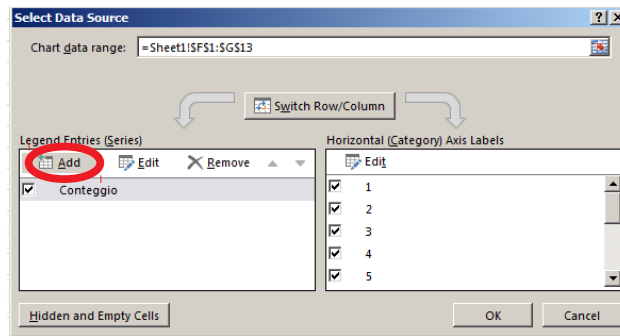 Select Data Source
Chart data range: =Sheet1!$F$1:$G$13
Switch Row/Column
Legend Entries (Series)
Add Edit Remove
Conteggio
Horizontal (Category) Axis Labels
Edit
1
2
3
4
5
Hidden and Empty Cells
OK Cancel